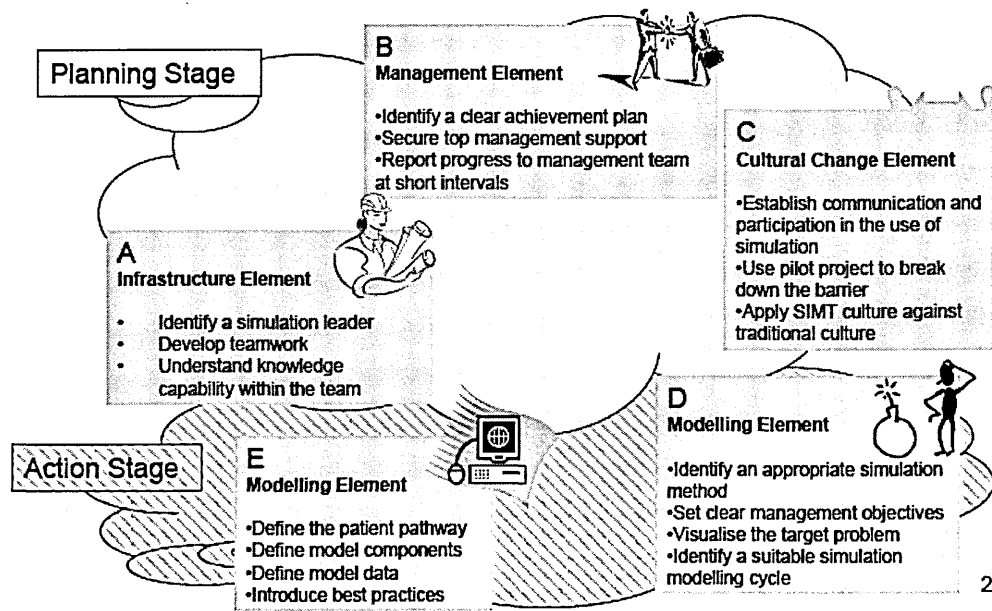 Planning Stage
B
Management Element
•Identify a clear achievement plan
•Secure top management support
•Report progress to management team
at short intervals
C
Cultural Change Element
•Establish communication and
participation in the use of
simulation
•Use pilot project to break
down the barrier
•Apply SIMT culture against
traditional culture
A
Infrastructure Element
• Identify a simulation leader
• Develop teamwork
• Understand knowledge
capability within the team
D
Modelling Element
•Identify an appropriate simulation
method
•Set clear management objectives
•Visualise the target problem
•Identify a suitable simulation
modelling cycle
Action Stage
E
Modelling Element
•Define the patient pathway
•Define model components
•Define model data
•Introduce best practices
2